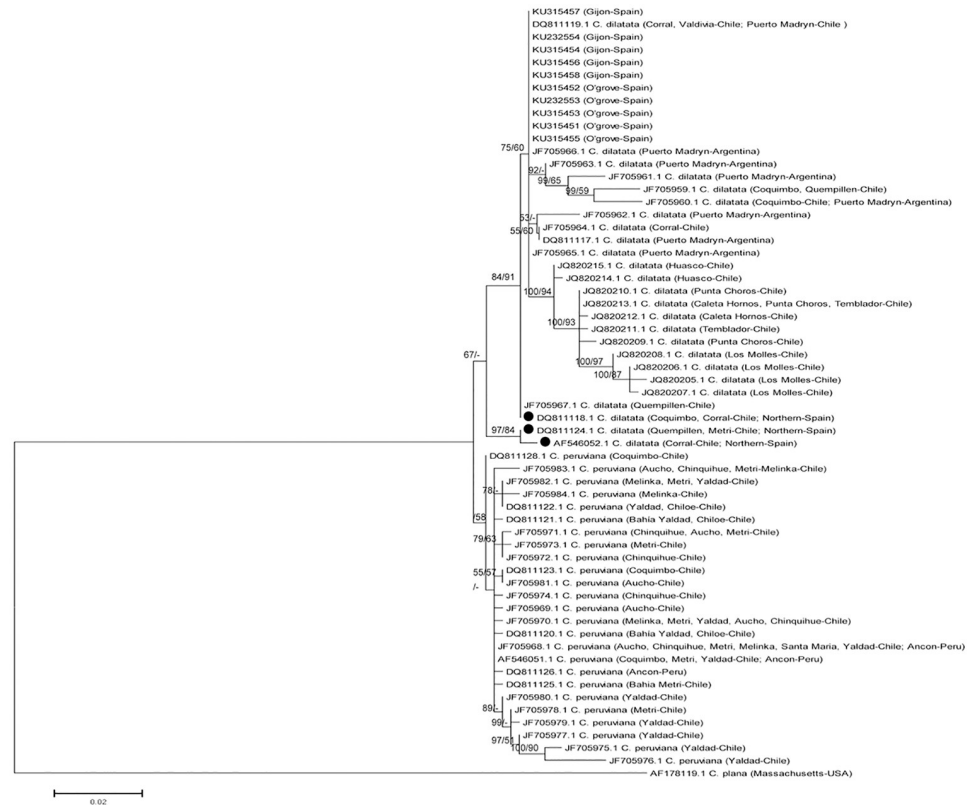 KU315457 (Gijon-Spain)
DQ811119.1 C. dilatata (Corral, Valdivia-Chile; Puerto Madryn-Chile )
KU232554 (Gijon-Spain)
KU315454 (Gijon-Spain)
KU315456 (Gijon-Spain)
KU315458 (Gijon-Spain)
KU315452 (O'grove-Spain)
KU232553 (O'grove-Spain)
KU315453 (O'grove-Spain)
KU315451 (O'grove-Spain)
KU315455 (O'grove-Spain)
75/60
JF705966.1 C. dilatata (Puerto Madryn-Argentina)
JF705963.1 C. dilatata (Puerto Madryn-Argentina)
92/-
JF705961.1 C. dilatata (Puerto Madryn-Argentina)
99/65
JF705959.1 C. dilatata (Coquimbo, Quempillen-Chile)
99/59
JF705960.1 C. dilatata (Coquimbo-Chile; Puerto Madryn-Argentina)
JF705962.1 C. dilatata (Puerto Madryn-Argentina)
53/-
JF705964.1 C. dilatata (Corral-Chile)
55/60
DQ811117.1 C. dilatata (Puerto Madryn-Argentina)
JF705965.1 C. dilatata (Puerto Madryn-Argentina)
JQ820215.1 C. dilatata (Huasco-Chile)
84/91
JQ820214.1 C. dilatata (Huasco-Chile)
100/94
JQ820210.1 C. dilatata (Punta Choros-Chile)
JQ820213.1 C. dilatata (Caleta Hornos, Punta Choros, Temblador-Chile)
JQ820212.1 C. dilatata (Caleta Hornos-Chile)
100/93
JQ820211.1 C. dilatata (Temblador-Chile)
JQ820209.1 C. dilatata (Punta Choros-Chile)
67/-
JQ820208.1 C. dilatata (Los Molles-Chile)
100/97
JQ820206.1 C. dilatata (Los Molles-Chile)
100/87
JQ820205.1 C. dilatata (Los Molles-Chile)
JQ820207.1 C. dilatata (Los Molles-Chile)
JF705967.1 C. dilatata (Quempillen-Chile)
DQ811118.1 C. dilatata (Coquimbo, Corral-Chile; Northern-Spain)
97/84
DQ811124.1 C. dilatata (Quempillen, Metri-Chile; Northern-Spain)
AF546052.1 C. dilatata (Corral-Chile; Northern-Spain)
DQ811128.1 C. peruviana (Coquimbo-Chile)
JF705983.1 C. peruviana (Aucho, Chinquihue, Metri-Melinka-Chile)
JF705982.1 C. peruviana (Melinka, Metri, Yaldad-Chile)
78/-
JF705984.1 C. peruviana (Melinka-Chile)
DQ811122.1 C. peruviana (Yaldad, Chiloe-Chile)
/58
DQ811121.1 C. peruviana (Bahia Yaldad, Chiloe-Chile)
JF705971.1 C. peruviana (Chinquihue, Aucho, Metri-Chile)
79/63
JF705973.1 C. peruviana (Metri-Chile)
JF705972.1 C. peruviana (Chinquihue-Chile)
DQ811123.1 C. peruviana (Coquimbo-Chile)
55/57
JF705981.1 C. peruviana (Aucho-Chile)
/-
JF705974.1 C. peruviana (Chinquihue-Chile)
JF705969.1 C. peruviana (Aucho-Chile)
JF705970.1 C. peruviana (Melinka, Metri, Yaldad, Aucho, Chinquihue-Chile)
DQ811120.1 C. peruviana (Bahia Yaldad, Chiloe-Chile)
JF705968.1 C. peruviana (Aucho, Chinquihue, Metri, Melinka, Santa Maria, Yaldad-Chile; Ancon-Peru)
AF546051.1 C. peruviana (Coquimbo, Metri, Yaldad-Chile; Ancon-Peru)
DQ811126.1 C. peruviana (Ancon-Peru)
DQ811125.1 C. peruviana (Bahia Metri-Chile)
JF705980.1 C. peruviana (Yaldad-Chile)
89/-
JF705978.1 C. peruviana (Metri-Chile)
99/-
JF705979.1 C. peruviana (Yaldad-Chile)
JF705977.1 C. peruviana (Yaldad-Chile)
97/51
JF705975.1 C. peruviana (Yaldad-Chile)
100/90
JF705976.1 C. peruviana (Yaldad-Chile)
AF178119.1 C. plana (Massachusetts-USA)
0.02